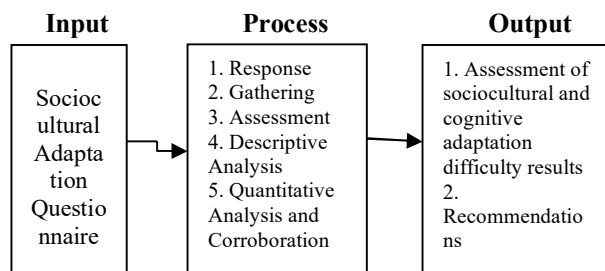 Input
Process
Output
Socioc
ultural
Adapta
tion
Questio
nnaire
1. Response
2. Gathering
3. Assessment
4. Descriptive
Analysis
5. Quantitative
Analysis and
Corroboration
1. Assessment of
sociocultural and
cognitive
adaptation
difficulty results
2.
Recommendatio
ns